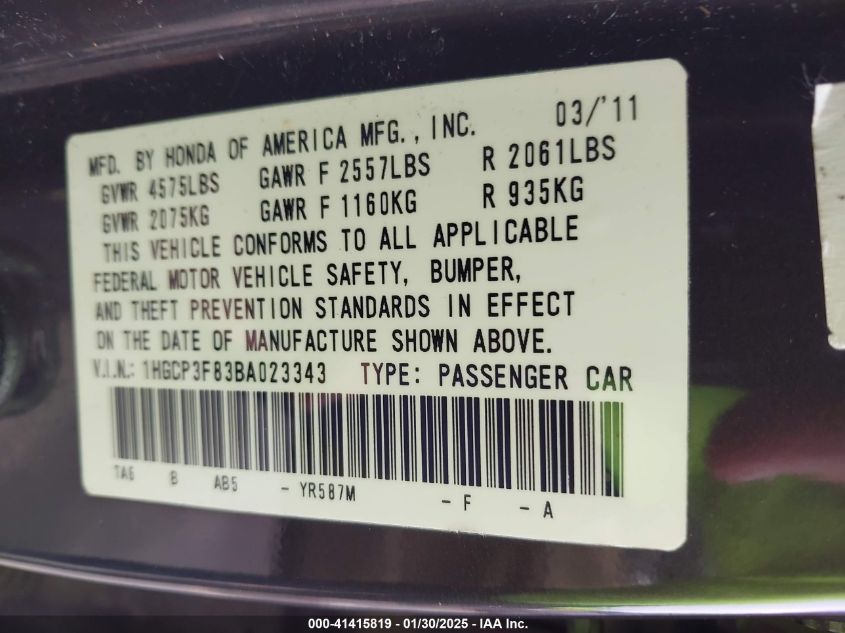 MFD. BY HONDA OF AMERICA MFG., INC. 03/'11
GVWR 4575LBS GAWR F 2557LBS R 2061LBS
GVWR 2075KG GAWR F 1160KG R 935KG
THIS VEHICLE CONFORMS TO ALL APPLICABLE
FEDERAL MOTOR VEHICLE SAFETY, BUMPER,
AND THEFT PREVENTION STANDARDS IN EFFECT
ON THE DATE OF MANUFACTURE SHOWN ABOVE.
V.I.N.: 1HGCP3F83BA023343 TYPE: PASSENGER CAR
TA6 B AB5 - YR587M - F - A
000-41415819 - 01/30/2025 - IAA Inc.